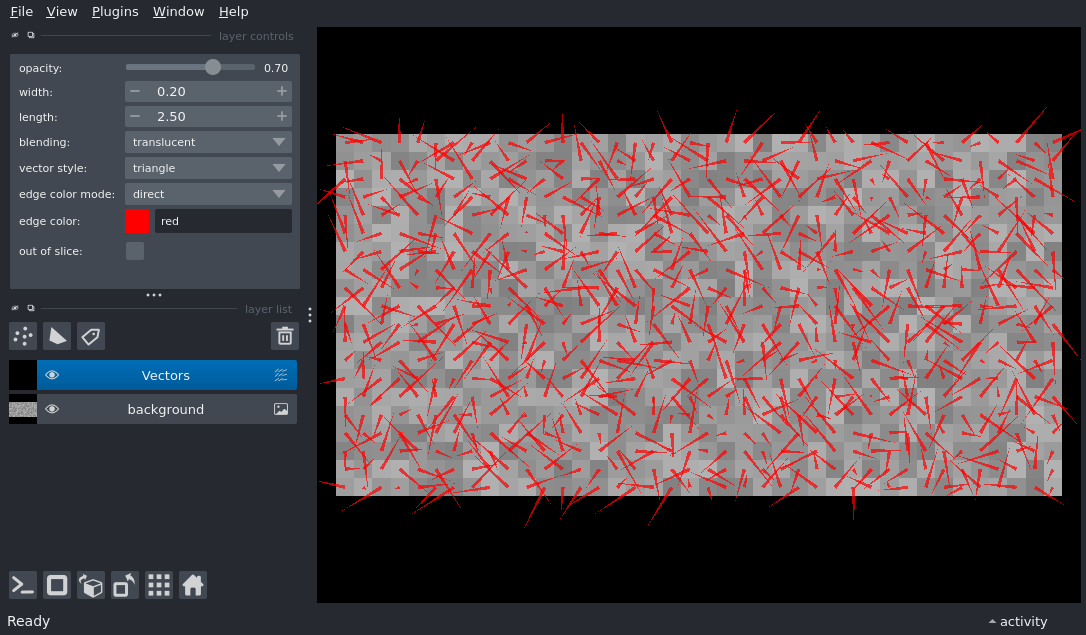 File View Plugins Window Help
layer controls
opacity: 0.70
width: 0.20
length: 2.50
blending: translucent
vector style: triangle
edge color mode: direct
edge color: red
out of slice:
layer list
Vectors
background
Ready
activity